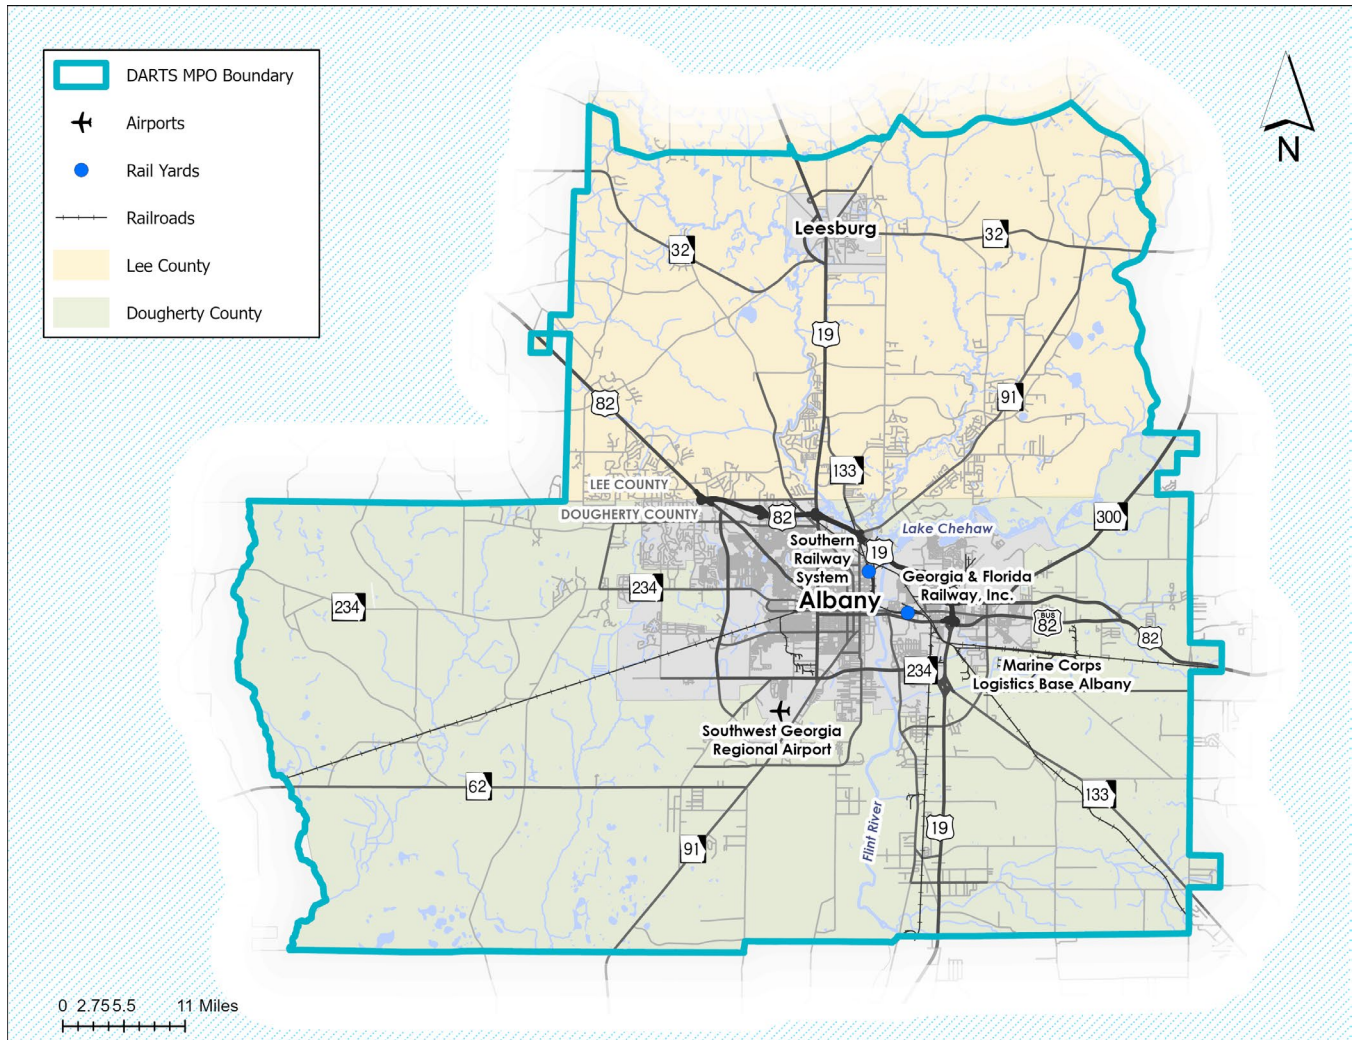 DARTS MPO Boundary
Airports
Rail Yards
Railroads
Lee County
Dougherty County
N
Leesburg
32
32
19
82
91
133
LEE COUNTY
DOUGHERTY COUNTY
82
300
Lake Chehaw
Southern
Railway
System
19
Georgia & Florida
Railway, Inc.
234
234
Albany
BUS
82
82
234
Marine Corps
Logistics Base Albany
Southwest Georgia
Regional Airport
62
133
Flint River
19
91
0 2.75 5.5 11 Miles